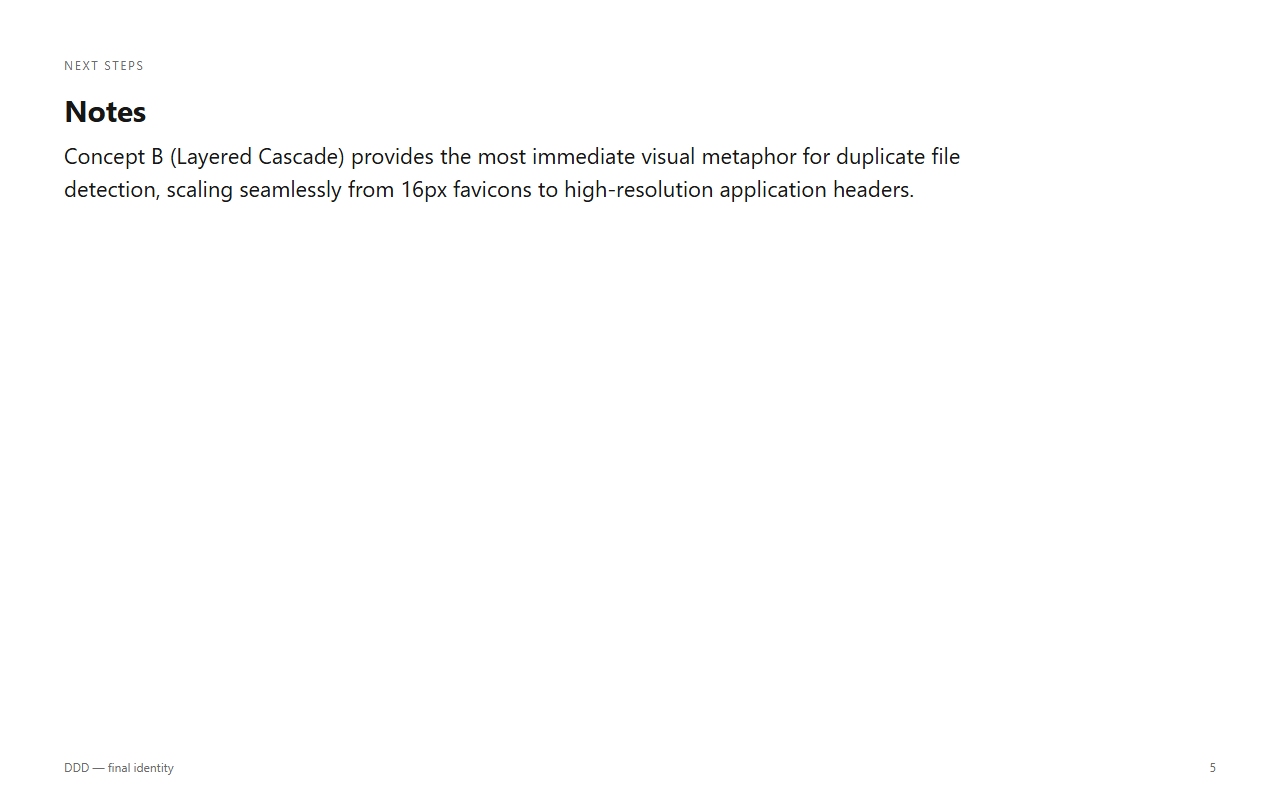 NEXT STEPS
Notes
Concept B (Layered Cascade) provides the most immediate visual metaphor for duplicate file
detection, scaling seamlessly from 16px favicons to high-resolution application headers.
DDD — final identity
5